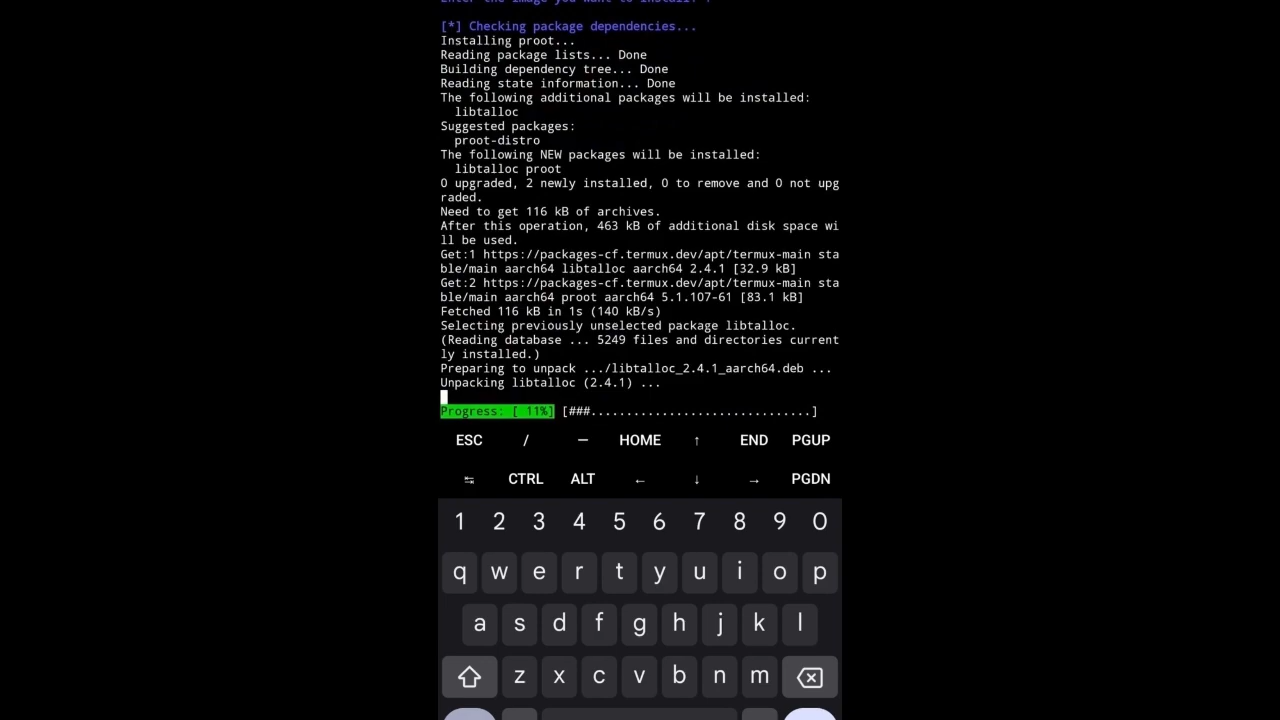 Enter the image you want to install:
[*] Checking package dependencies...
Installing proot...
Reading package lists... Done
Building dependency tree... Done
Reading state information... Done
The following additional packages will be installed:
libtalloc
Suggested packages:
proot-distro
The following NEW packages will be installed:
libtalloc proot
0 upgraded, 2 newly installed, 0 to remove and 0 not upg
raded.
Need to get 116 kB of archives.
After this operation, 463 kB of additional disk space wi
ll be used.
Get:1 https://packages-cf.termux.dev/apt/termux-main sta
ble/main aarch64 libtalloc aarch64 2.4.1 [32.9 kB]
Get:2 https://packages-cf.termux.dev/apt/termux-main sta
ble/main aarch64 proot aarch64 5.1.107-61 [83.1 kB]
Fetched 116 kB in 1s (140 kB/s)
Selecting previously unselected package libtalloc.
(Reading database ... 5249 files and directories current
ly installed.)
Preparing to unpack .../libtalloc_2.4.1_aarch64.deb ...
Unpacking libtalloc (2.4.1) ...
Progress: [ 11%] [###...............................]
ESC / — HOME ↑ END PGUP
↹ CTRL ALT ← ↓ → PGDN
1 2 3 4 5 6 7 8 9 0
q w e r t y u i o p
a s d f g h j k l
z x c v b n m